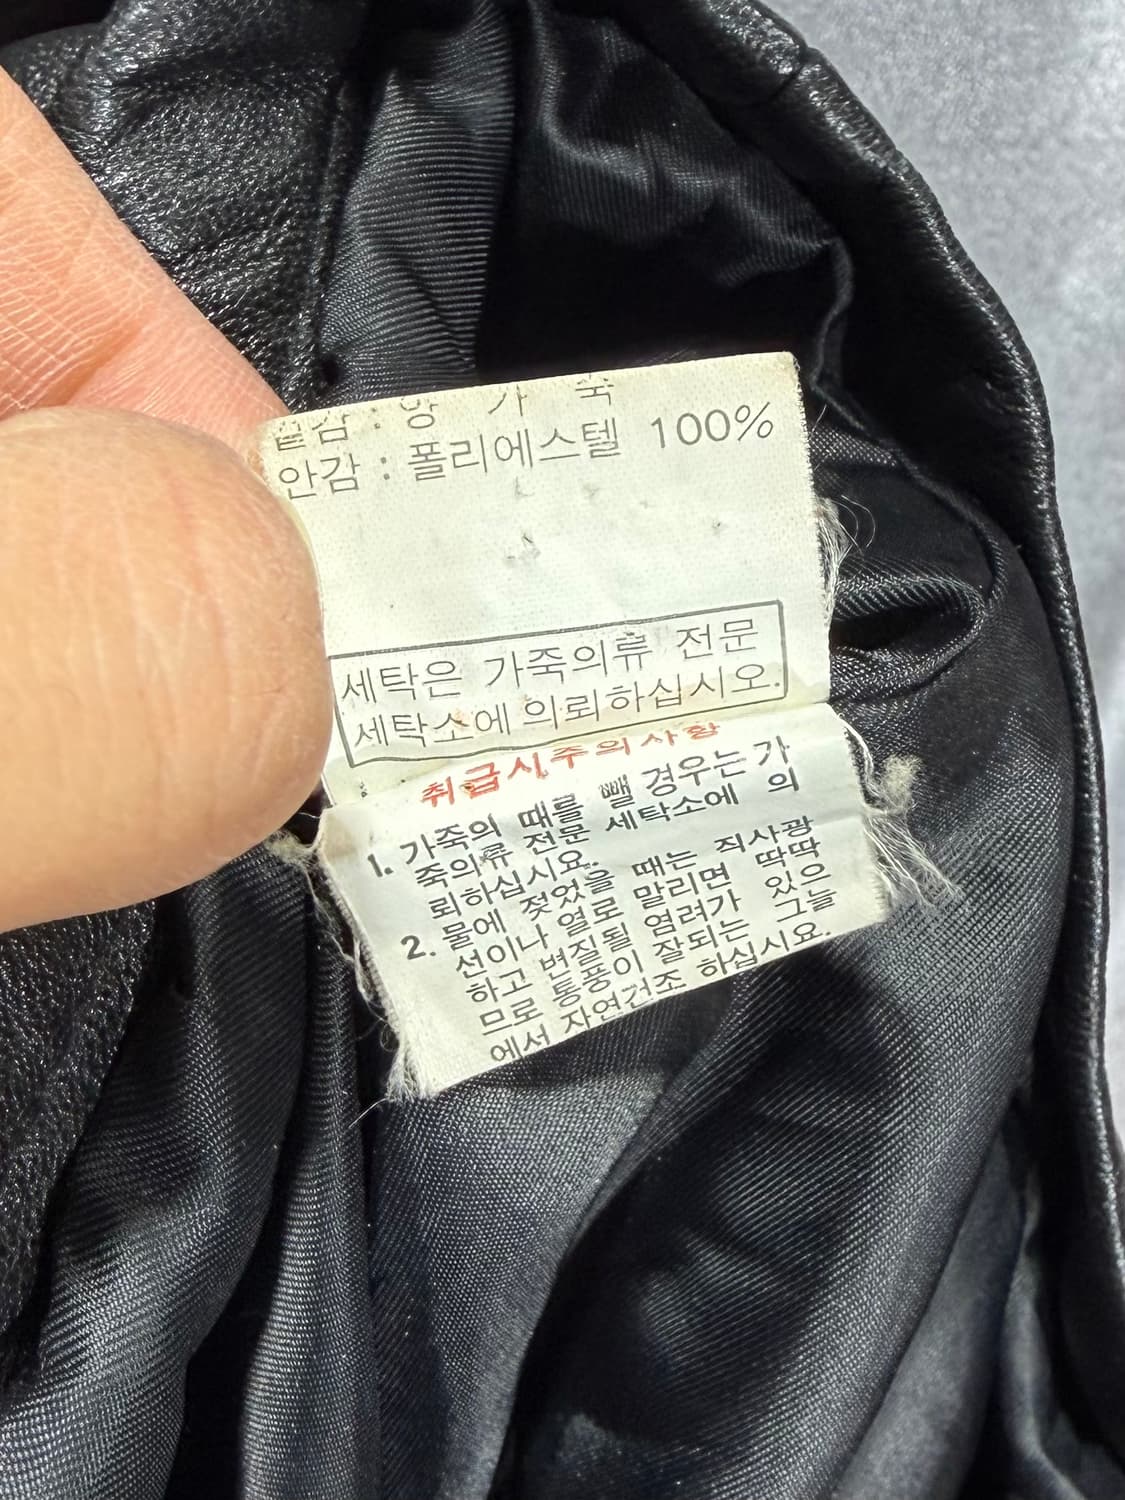 겉감 : 양 가 죽
안감 : 폴리에스텔 100%
세탁은 가죽의류 전문
세탁소에 의뢰하십시오.
취급시주의사항
1. 가죽의 때를 뺄 경우는 가
죽의류 전문 세탁소에 의
뢰하십시요.
2. 물에 젖었을 때는 직사광
선이나 열로 말리면 딱딱
하고 변질될 염려가 있으
므로 통풍이 잘되는 그늘
에서 자연건조 하십시요.